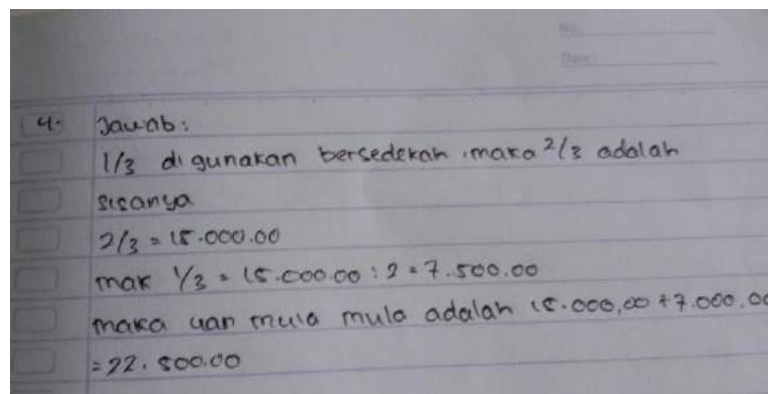 No:
Date:
4. Jawab:
1/3 digunakan bersedekah, maka 2/3 adalah
sisanya
2/3 = 15.000.00
mak 1/3 = 15.000.00 : 2 = 7.500.00
maka uan mula mula adalah 15.000,00 + 7.000.00
= 22.500.00